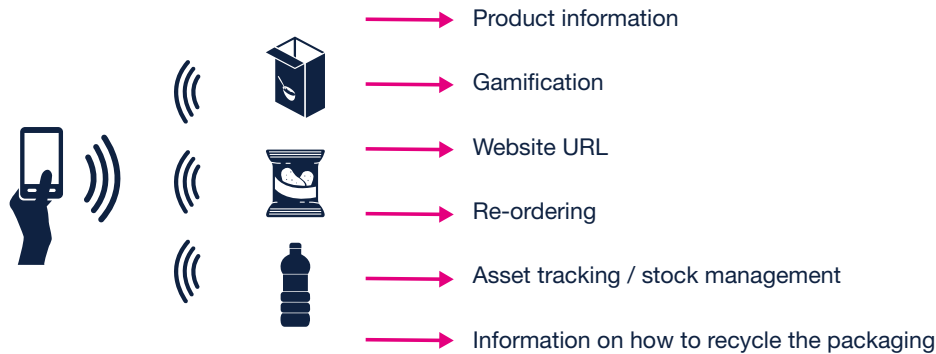 Product information
Gamification
Website URL
Re-ordering
Asset tracking / stock management
Information on how to recycle the packaging